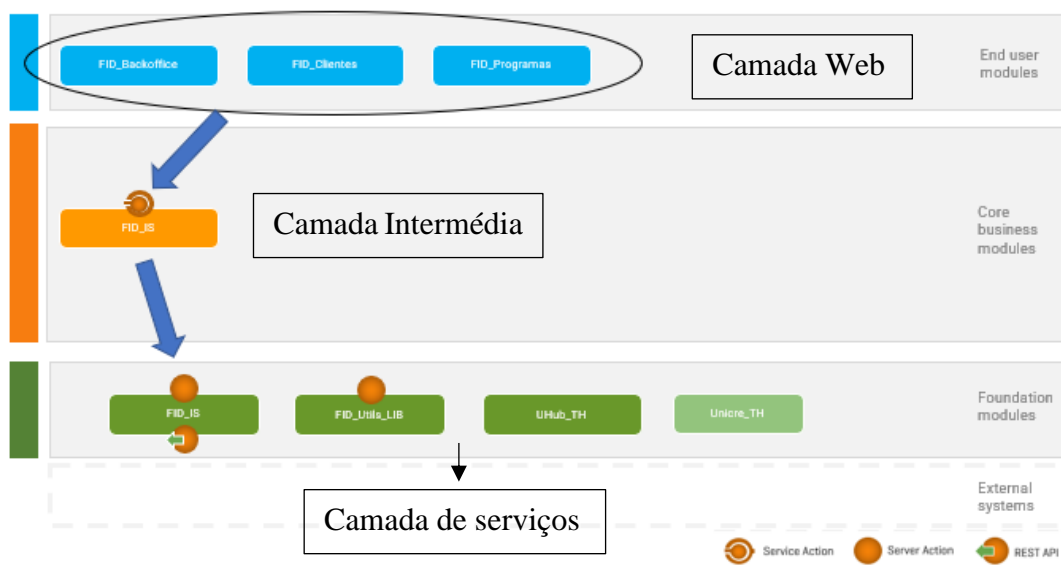 FID_Backoffice
FID_Clientes
FID_Programas
Camada Web
End user
modules
FID_IS
Camada Intermédia
Core
business
modules
FID_IS
FID_Utils_LIB
UHub_TH
Unicre_TH
Foundation
modules
Camada de serviços
External
systems
Service Action
Server Action
REST API